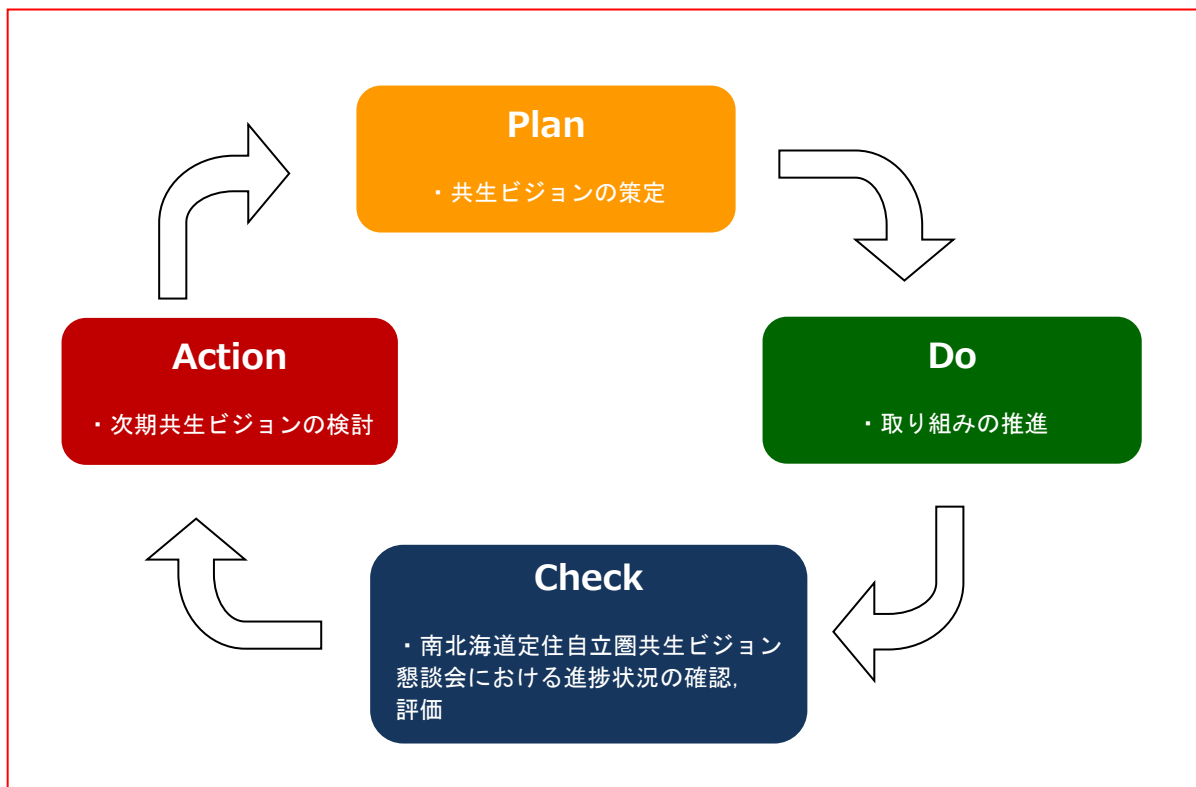 Plan
・共生ビジョンの策定
Do
・取り組みの推進
Check
・南北海道定住自立圏共生ビジョン
懇談会における進捗状況の確認,
評価
Action
・次期共生ビジョンの検討